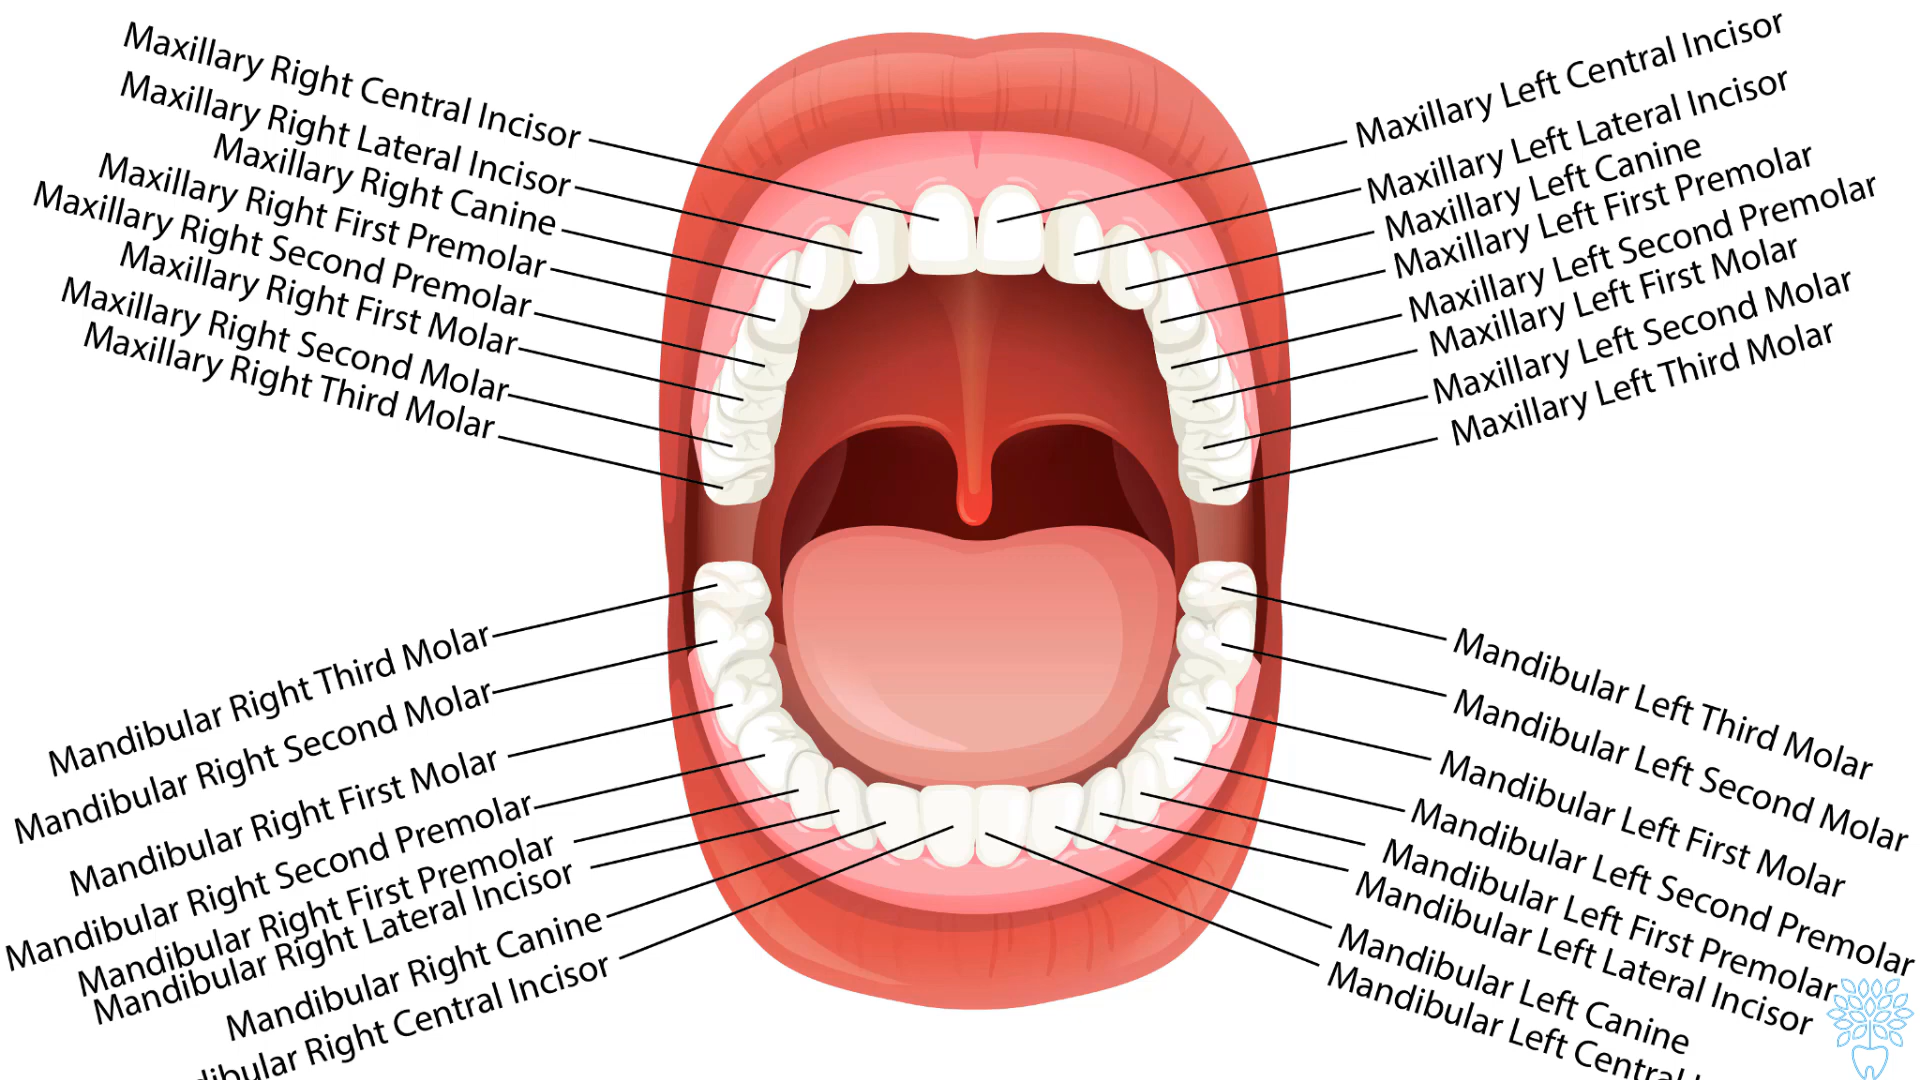 Maxillary Right Central Incisor
Maxillary Right Lateral Incisor
Maxillary Right Canine
Maxillary Right First Premolar
Maxillary Right Second Premolar
Maxillary Right First Molar
Maxillary Right Second Molar
Maxillary Right Third Molar
Maxillary Left Central Incisor
Maxillary Left Lateral Incisor
Maxillary Left Canine
Maxillary Left First Premolar
Maxillary Left Second Premolar
Maxillary Left First Molar
Maxillary Left Second Molar
Maxillary Left Third Molar
Mandibular Right Third Molar
Mandibular Right Second Molar
Mandibular Right First Molar
Mandibular Right Second Premolar
Mandibular Right First Premolar
Mandibular Right Lateral Incisor
Mandibular Right Canine
Right Central Incisor
Mandibular Left Third Molar
Mandibular Left Second Molar
Mandibular Left First Molar
Mandibular Left Second Premolar
Mandibular Left First Premolar
Mandibular Left Lateral Incisor
Mandibular Left Canine
Mandibular Left Central